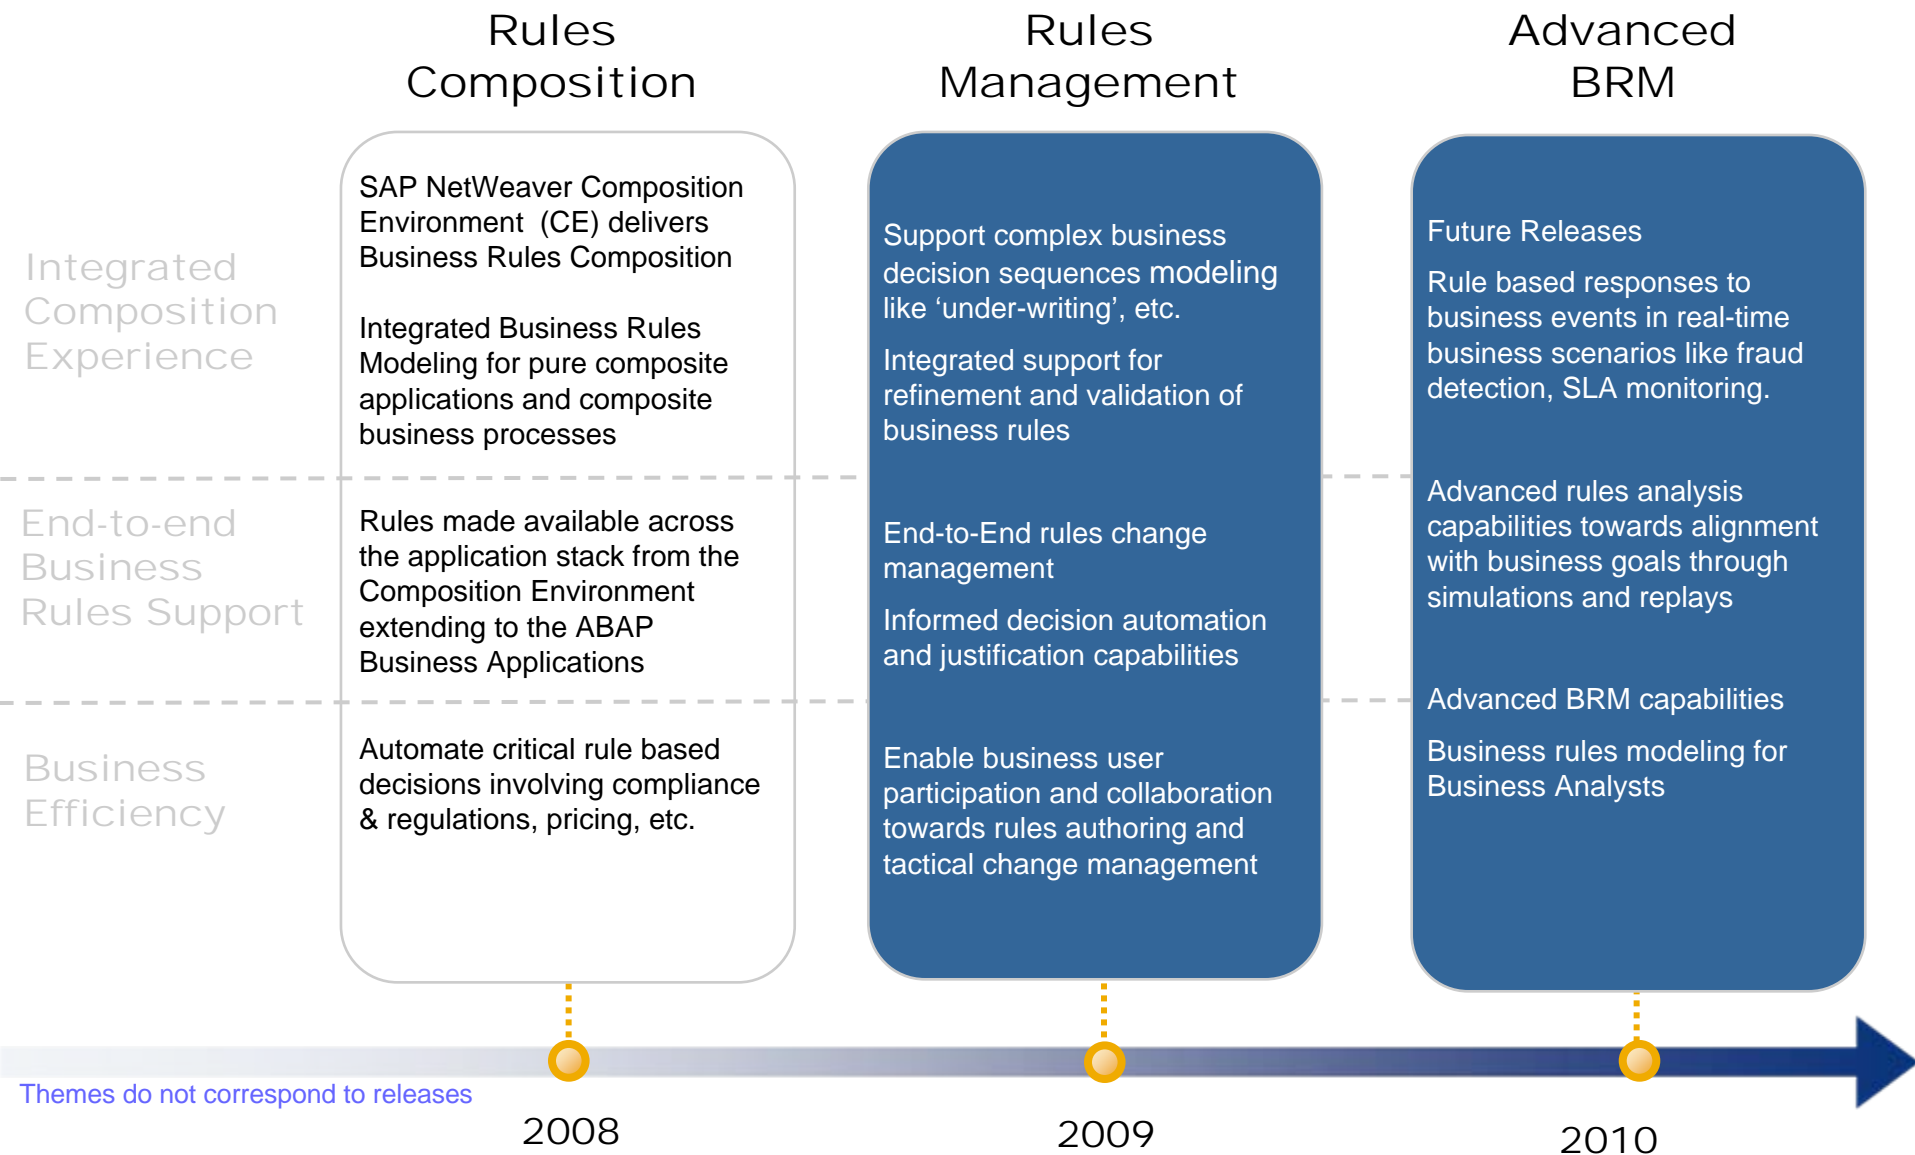 Rules
Composition
Rules
Management
Advanced
BRM
Integrated
Composition
Experience
End-to-end
Business
Rules Support
Business
Efficiency
SAP NetWeaver Composition
Environment (CE) delivers
Business Rules Composition
Integrated Business Rules
Modeling for pure composite
applications and composite
business processes
Rules made available across
the application stack from the
Composition Environment
extending to the ABAP
Business Applications
Automate critical rule based
decisions involving compliance
& regulations, pricing, etc.
Support complex business
decision sequences modeling
like ‘under-writing’, etc.
Integrated support for
refinement and validation of
business rules
End-to-End rules change
management
Informed decision automation
and justification capabilities
Enable business user
participation and collaboration
towards rules authoring and
tactical change management
Future Releases
Rule based responses to
business events in real-time
business scenarios like fraud
detection, SLA monitoring.
Advanced rules analysis
capabilities towards alignment
with business goals through
simulations and replays
Advanced BRM capabilities
Business rules modeling for
Business Analysts
Themes do not correspond to releases
2008
2009
2010